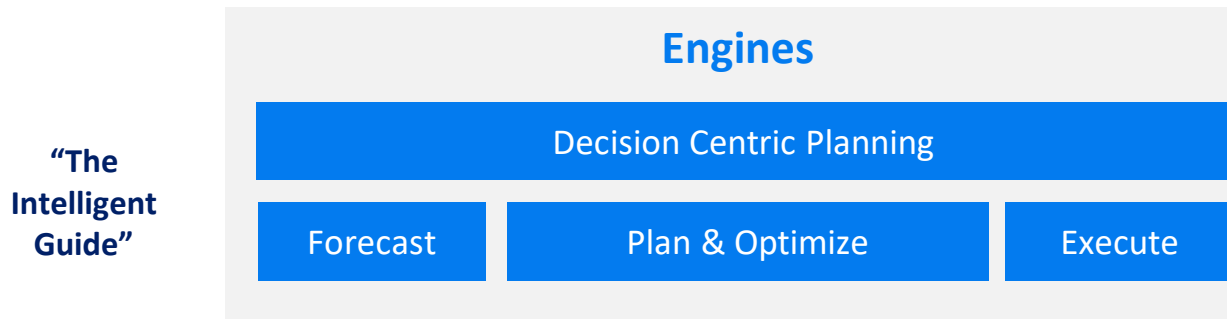 Engines
Decision Centric Planning
“The
Intelligent
Guide”
Forecast
Plan & Optimize
Execute